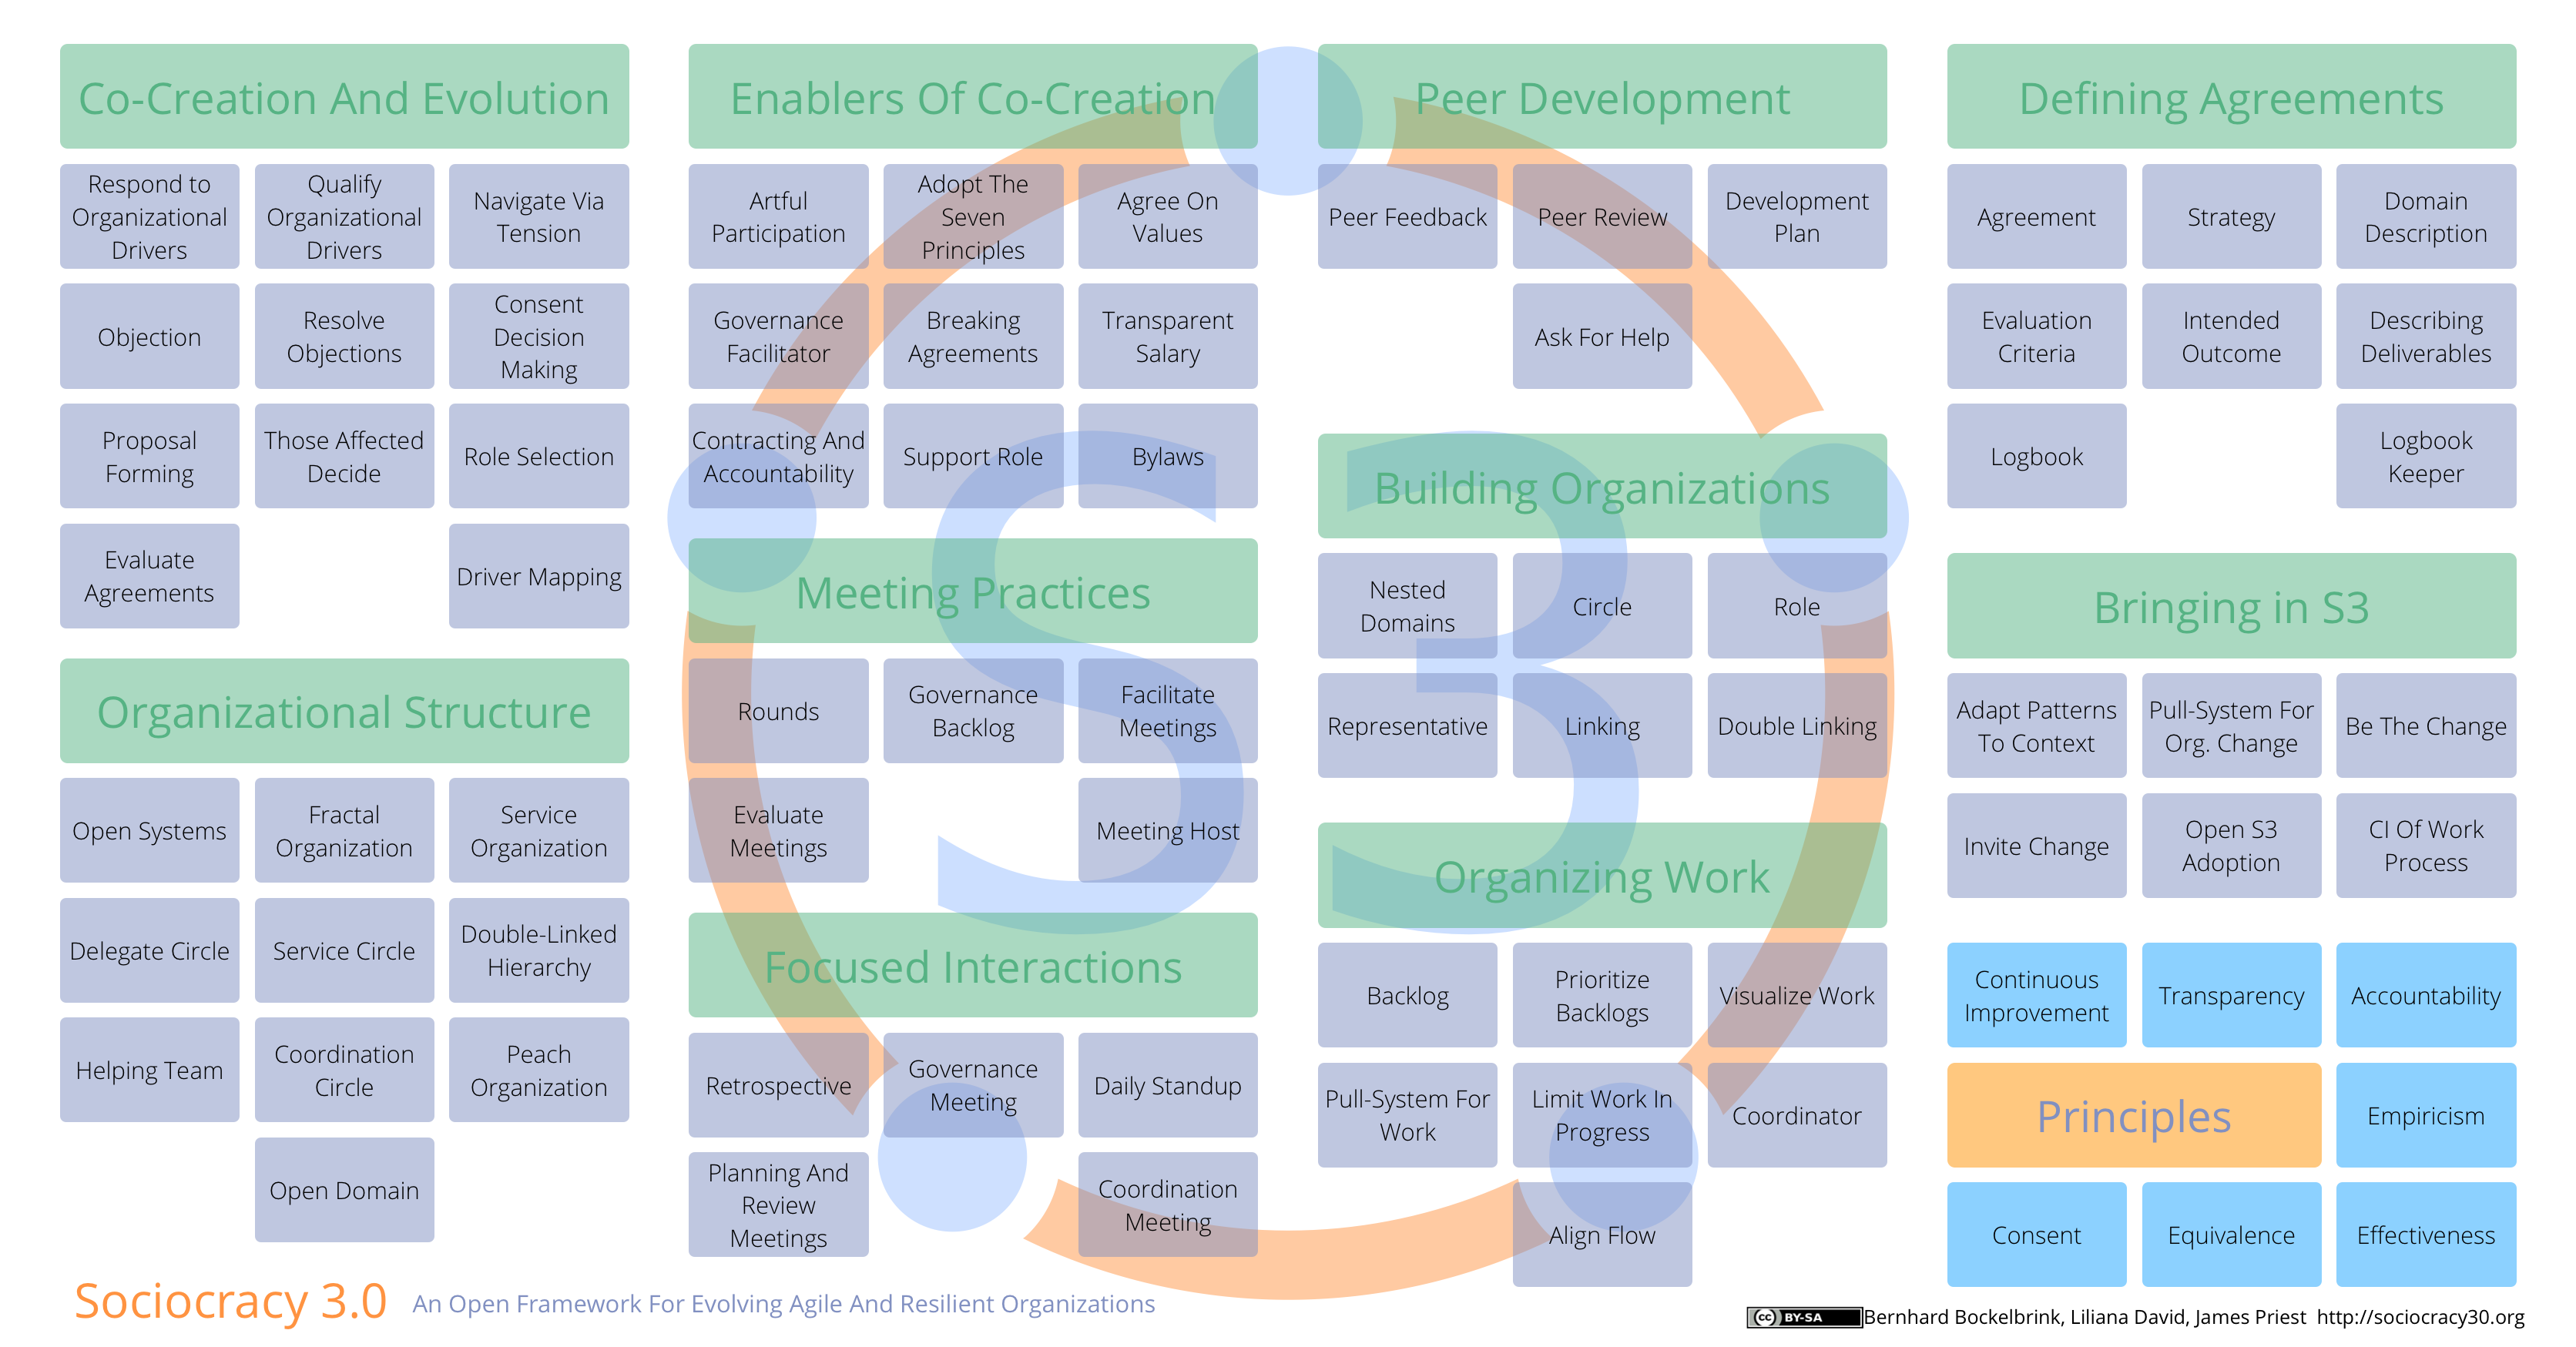 Co-Creation And Evolution
Respond to
Organizational
Drivers
Qualify
Organizational
Drivers
Navigate Via
Tension
Objection
Resolve
Objections
Consent
Decision
Making
Proposal
Forming
Those Affected
Decide
Role Selection
Evaluate
Agreements
Driver Mapping
Organizational Structure
Open Systems
Fractal
Organization
Service
Organization
Delegate Circle
Service Circle
Double-Linked
Hierarchy
Helping Team
Coordination
Circle
Peach
Organization
Open Domain
Enablers Of Co-Creation
Artful
Participation
Adopt The
Seven
Principles
Agree On
Values
Governance
Facilitator
Breaking
Agreements
Transparent
Salary
Contracting And
Accountability
Support Role
Bylaws
Meeting Practices
Rounds
Governance
Backlog
Facilitate
Meetings
Evaluate
Meetings
Meeting Host
Focused Interactions
Retrospective
Governance
Meeting
Daily Standup
Planning And
Review
Meetings
Coordination
Meeting
Peer Development
Peer Feedback
Peer Review
Development
Plan
Ask For Help
Building Organizations
Nested
Domains
Circle
Role
Representative
Linking
Double Linking
Organizing Work
Backlog
Prioritize
Backlogs
Visualize Work
Pull-System For
Work
Limit Work In
Progress
Coordinator
Align Flow
Defining Agreements
Agreement
Strategy
Domain
Description
Evaluation
Criteria
Intended
Outcome
Describing
Deliverables
Logbook
Logbook
Keeper
Bringing in S3
Adapt Patterns
To Context
Pull-System For
Org. Change
Be The Change
Invite Change
Open S3
Adoption
CI Of Work
Process
Continuous
Improvement
Transparency
Accountability
Principles
Empiricism
Consent
Equivalence
Effectiveness
S3
Sociocracy 3.0 An Open Framework For Evolving Agile And Resilient Organizations
cc BY-SA Bernhard Bockelbrink, Liliana David, James Priest http://sociocracy30.org